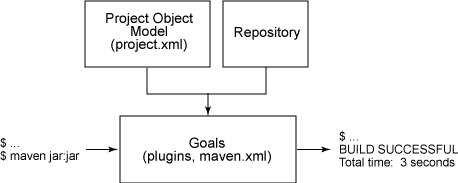 Project Object
Model
(project.xml)
Repository
$ ...
$ maven jar:jar
Goals
(plugins, maven.xml)
$ ...
BUILD SUCCESSFUL
Total time: 3 seconds